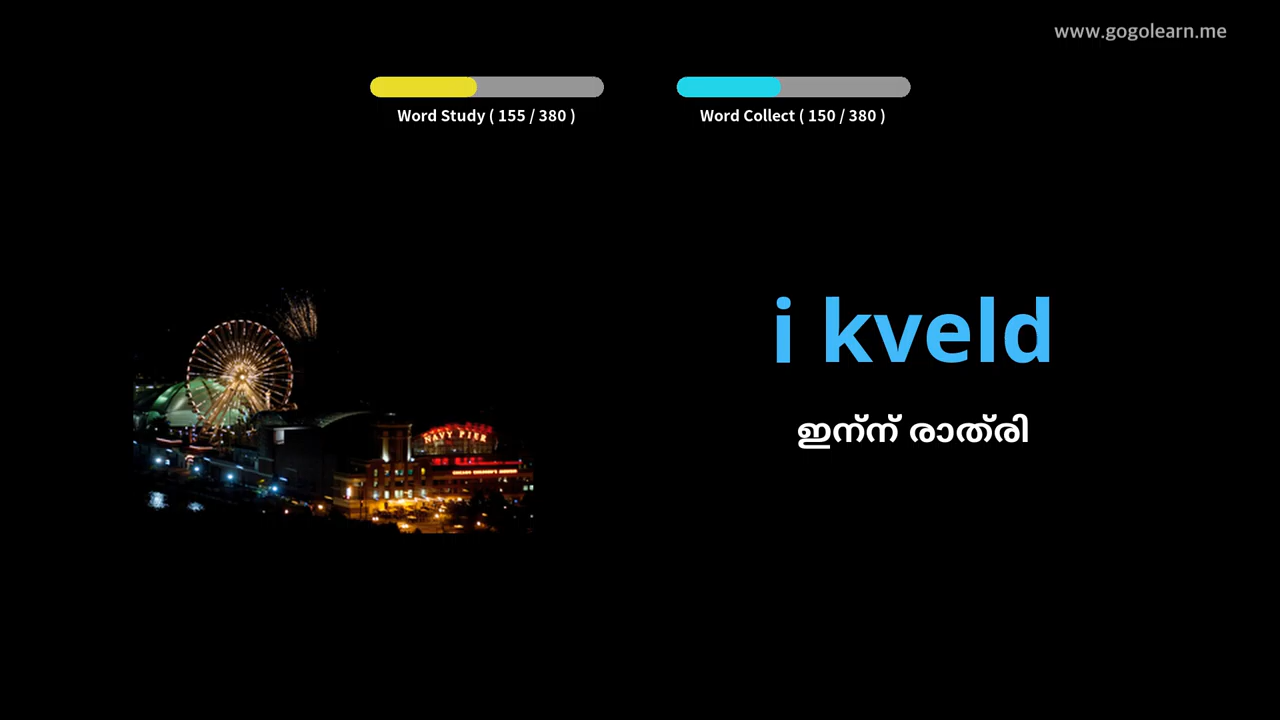 www.gogolearn.me
Word Study ( 155 / 380 )
Word Collect ( 150 / 380 )
i kveld
ഇന്ന് രാത്രി
NAVY PIER